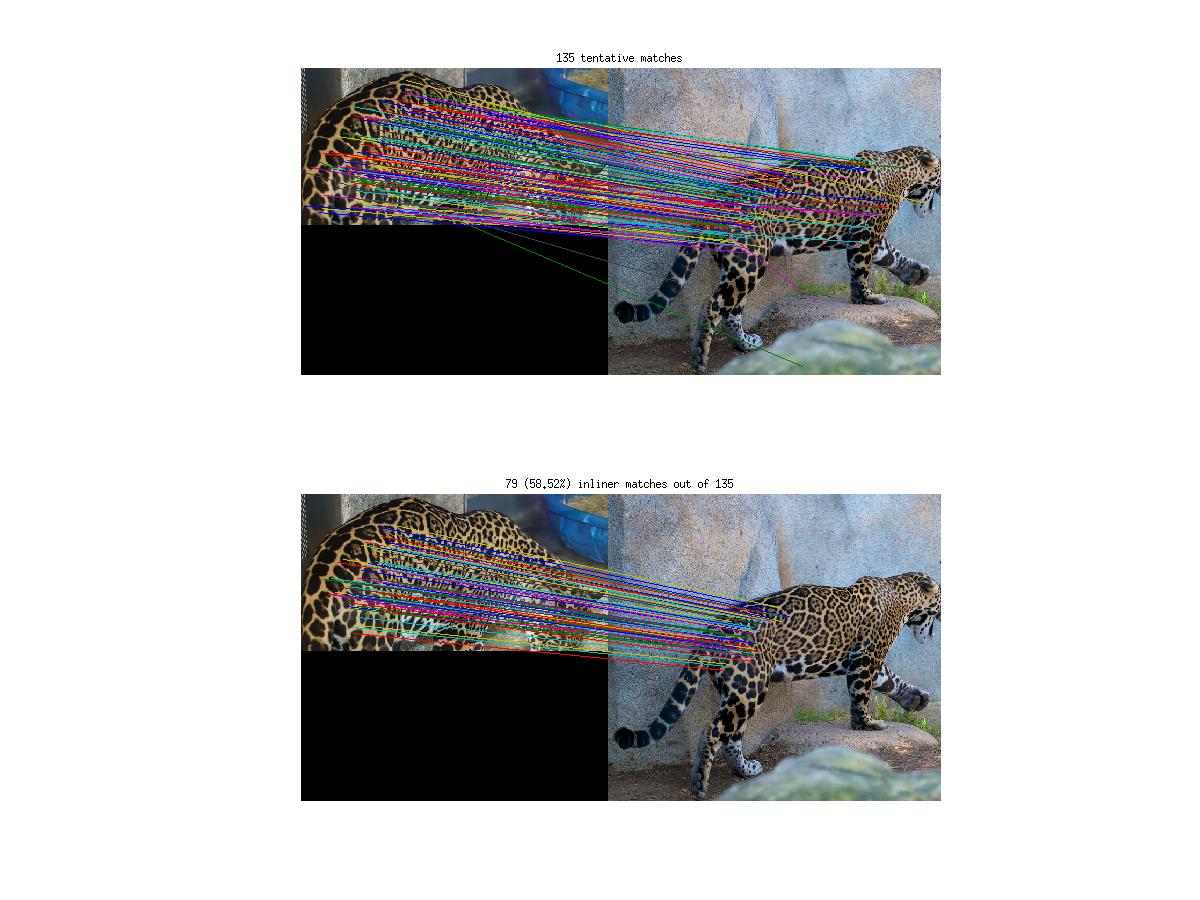 135 tentative matches
79 (58.52%) inliner matches out of 135